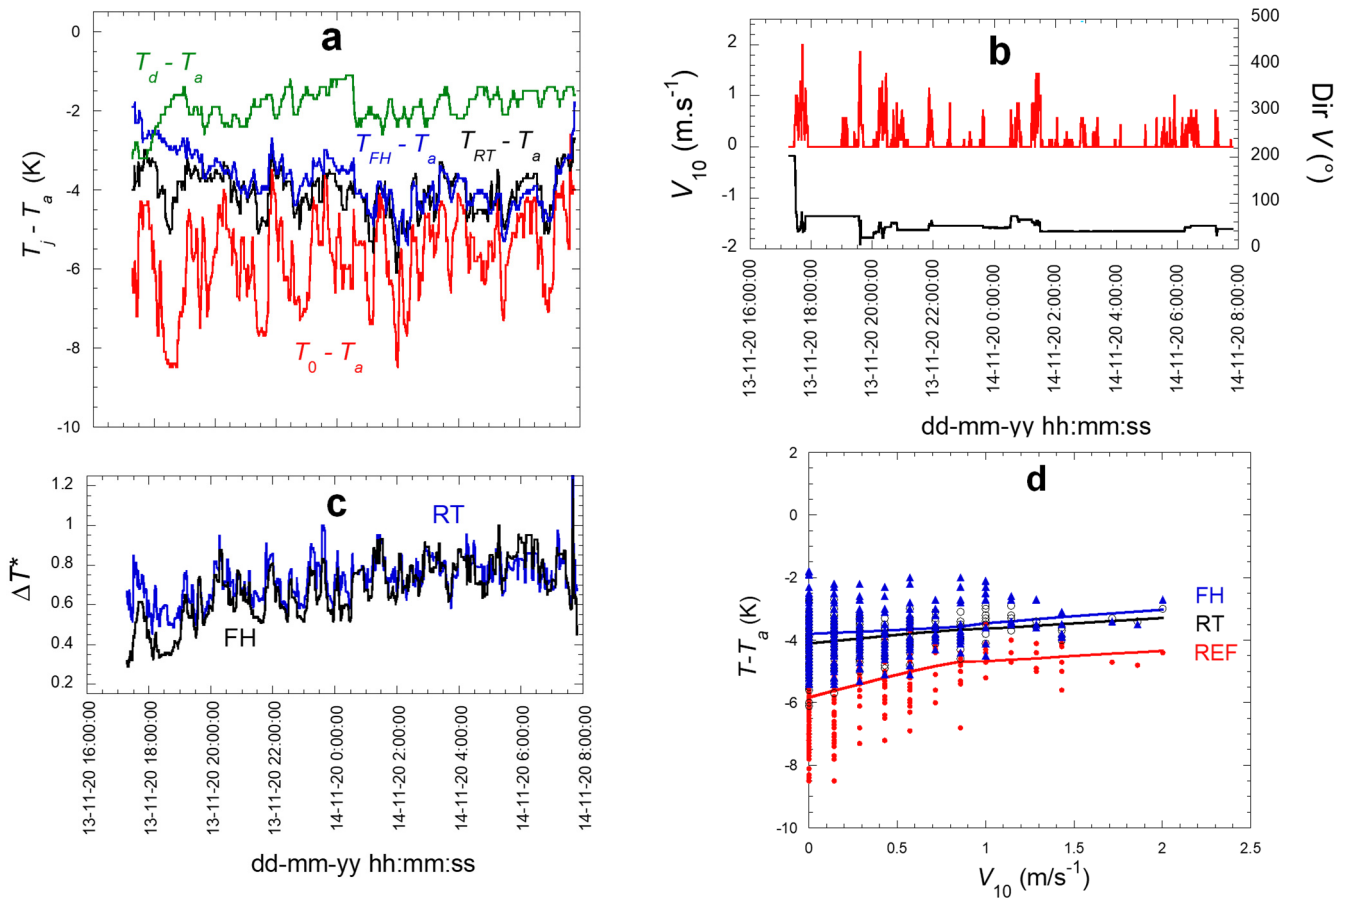 a
0
-2
-4
-6
-8
-10
T_j - T_a (K)
T_d - T_a
T_FH - T_a
T_RT - T_a
T_0 - T_a
b
2
1
0
-1
-2
V_10 (m.s^-1)
500
400
300
200
100
0
Dir V (°)
13-11-20 16:00:00
13-11-20 18:00:00
13-11-20 20:00:00
13-11-20 22:00:00
14-11-20 0:00:00
14-11-20 2:00:00
14-11-20 4:00:00
14-11-20 6:00:00
14-11-20 8:00:00
dd-mm-yy hh:mm:ss
c
1.2
1
0.8
0.6
0.4
0.2
ΔT*
RT
FH
13-11-20 16:00:00
13-11-20 18:00:00
13-11-20 20:00:00
13-11-20 22:00:00
14-11-20 0:00:00
14-11-20 2:00:00
14-11-20 4:00:00
14-11-20 6:00:00
14-11-20 8:00:00
dd-mm-yy hh:mm:ss
d
2
0
-2
-4
-6
-8
-10
T-T_a (K)
FH
RT
REF
0
0.5
1
1.5
2
2.5
V_10 (m/s^-1)